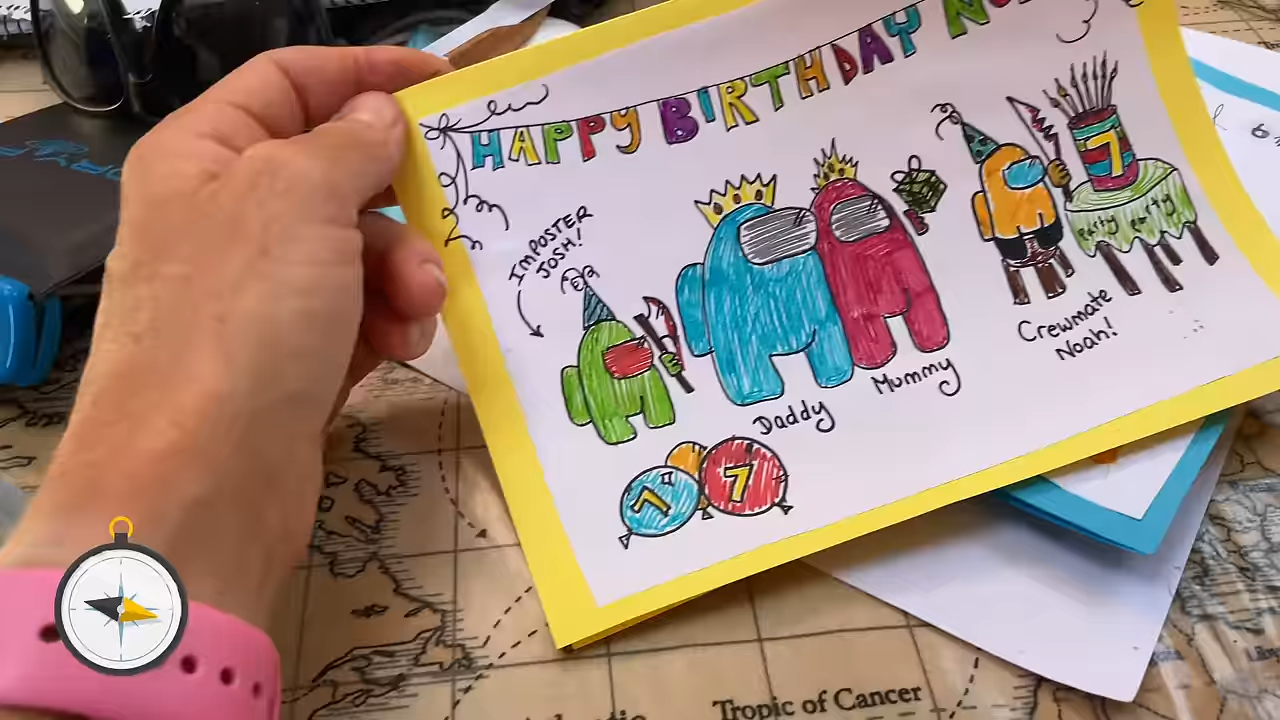 HAPPY BIRTHDAY
IMPOSTER
JOSH!
7
party party
Crewmate
Noah!
Mummy
Daddy
7
7
Tropic of Cancer